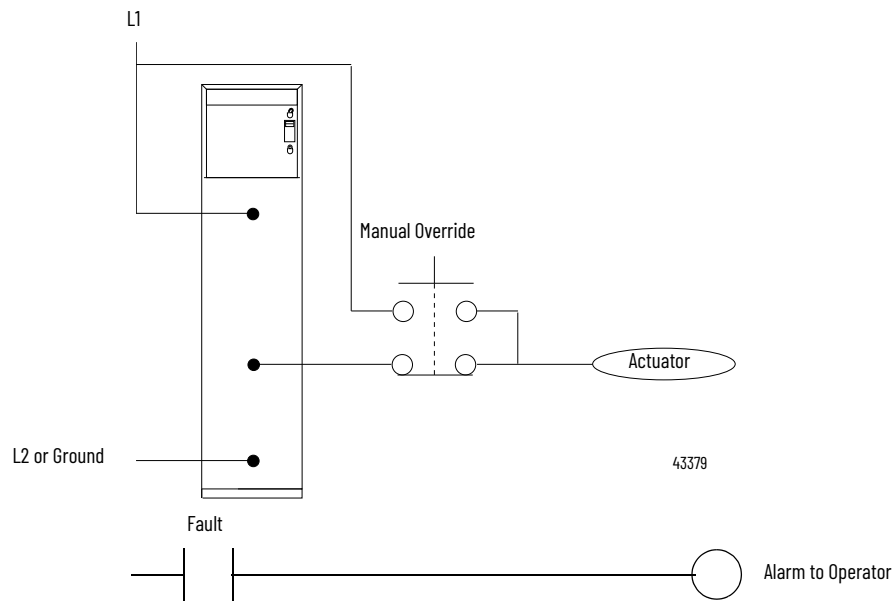 L1
Manual Override
Actuator
L2 or Ground
43379
Fault
Alarm to Operator